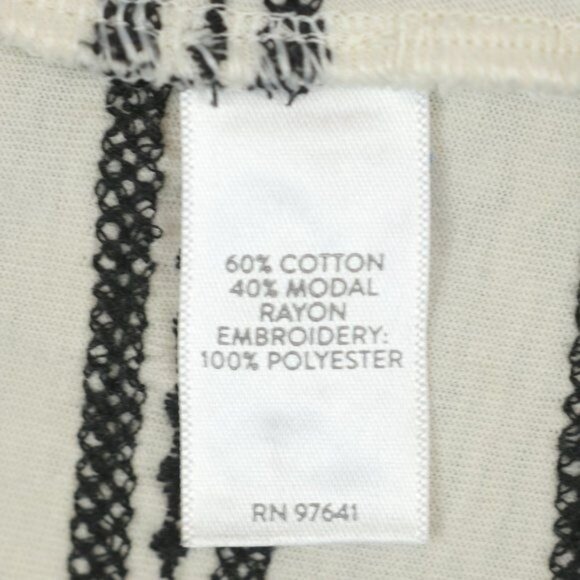 60% COTTON
40% MODAL
RAYON
EMBROIDERY:
100% POLYESTER
RN 97641